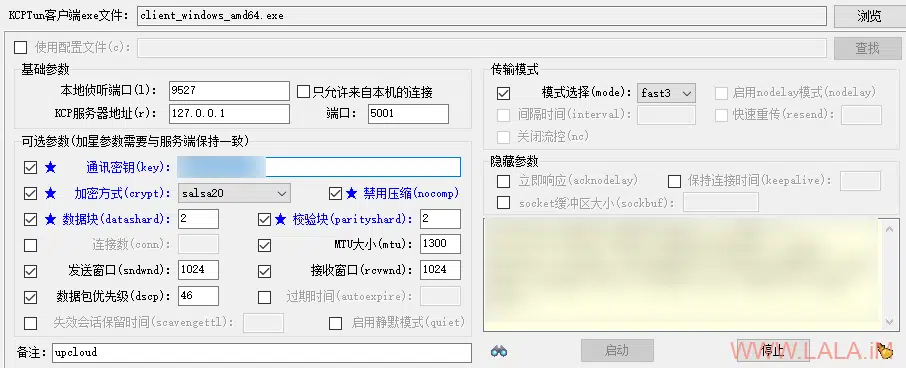 KCPTun客户端exe文件: client_windows_amd64.exe 浏览
使用配置文件(c): 查找
基础参数
本地侦听端口(l): 9527 只允许来自本机的连接
KCP服务器地址(r): 127.0.0.1 端口: 5001
可选参数(加星参数需要与服务端保持一致)
★ 通讯密钥(key):
★ 加密方式(crypt): salsa20 ★ 禁用压缩(nocomp)
★ 数据块(datashard): 2 ★ 校验块(parityshard): 2
连接数(conn): MTU大小(mtu): 1300
发送窗口(sndwnd): 1024 接收窗口(rcvwnd): 1024
数据包优先级(dscp): 46 过期时间(autoexpire):
失效会话保留时间(scavengettl): 启用静默模式(quiet)
备注: upcloud
传输模式
模式选择(mode): fast3 启用nodelay模式(nodelay)
间隔时间(interval): 快速重传(resend):
关闭流控(nc)
隐藏参数
立即响应(acknodelay) 保持连接时间(keepalive):
socket缓冲区大小(sockbuf):
启动 停止
WWW.LALA.IM